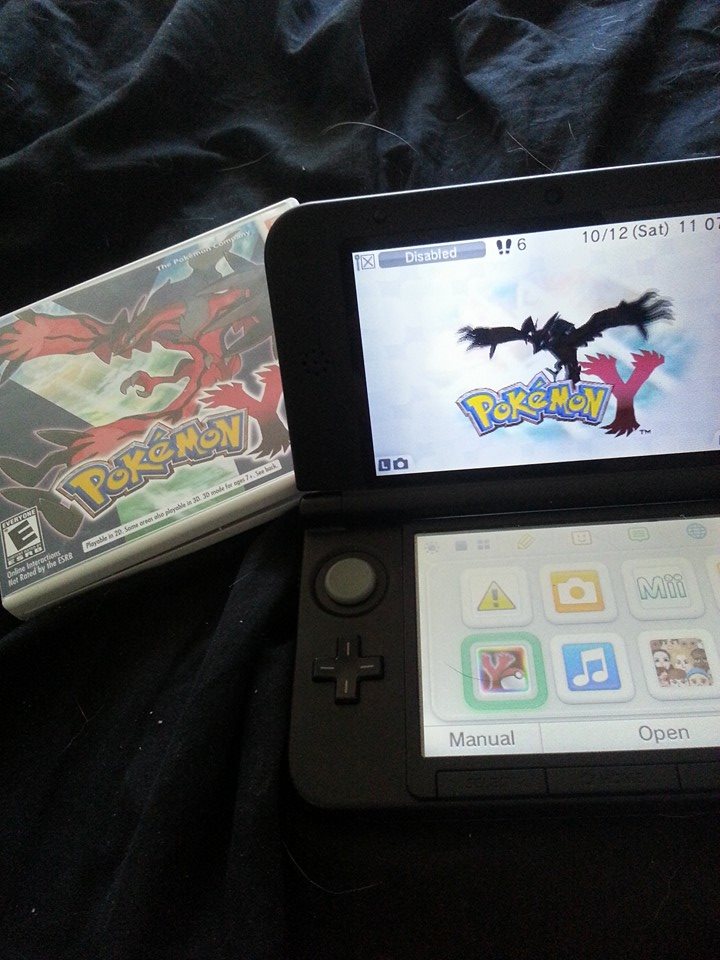 The Pokémon Company
POKéMON
Y
Playable in 2D. Some areas also playable in 3D. 3D mode for ages 7+. See back.
EVERYONE
E
ESRB
Online Interactions
Not Rated by the ESRB
Disabled
6
10/12 (Sat) 11 07
POKéMON Y
TM
L
Mii
Manual
Open